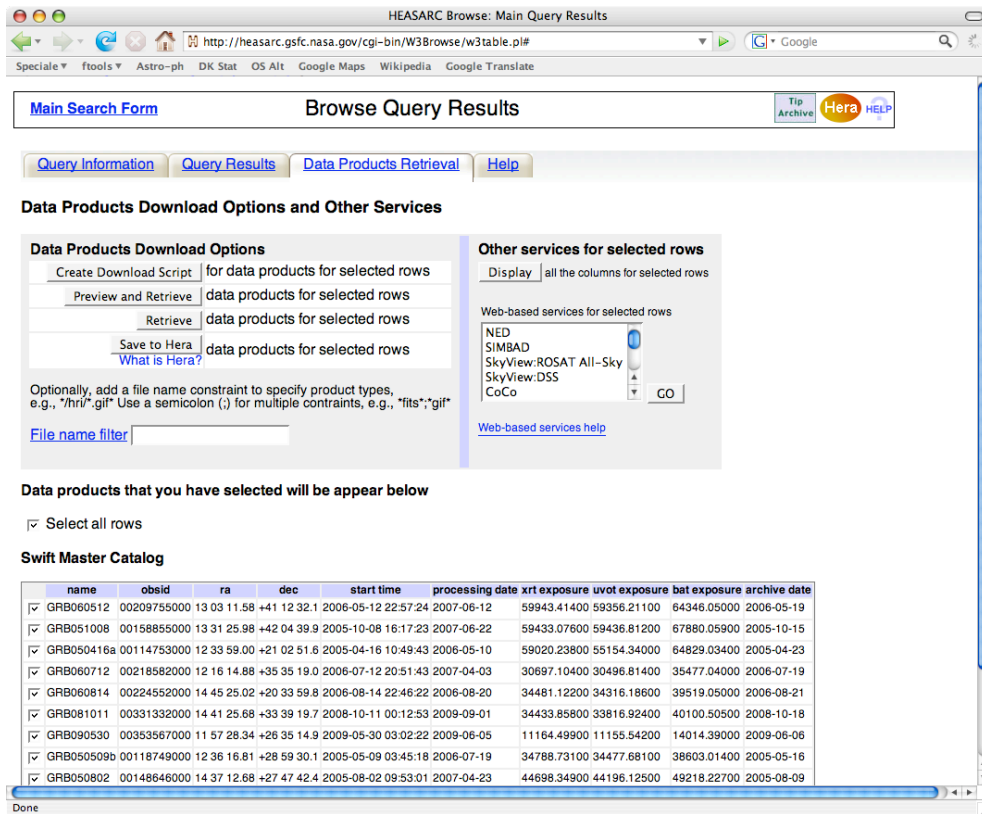 HEASARC Browse: Main Query Results
http://heasarc.gsfc.nasa.gov/cgi-bin/W3Browse/w3table.pl#
G Google
Speciale ftools Astro-ph DK Stat OS Alt Google Maps Wikipedia Google Translate
Main Search Form Browse Query Results Tip Archive Hera HELP
Query Information Query Results Data Products Retrieval Help
Data Products Download Options and Other Services
Data Products Download Options
Create Download Script for data products for selected rows
Preview and Retrieve data products for selected rows
Retrieve data products for selected rows
Save to Hera data products for selected rows
What is Hera?
Optionally, add a file name constraint to specify product types,
e.g., */hri/*.gif* Use a semicolon (;) for multiple contraints, e.g., *fits*;*gif*
File name filter
Other services for selected rows
Display all the columns for selected rows
Web-based services for selected rows
NED
SIMBAD
SkyView:ROSAT All-Sky
SkyView:DSS
CoCo
GO
Web-based services help
Data products that you have selected will be appear below
Select all rows
Swift Master Catalog
name obsid ra dec start time processing date xrt exposure uvot exposure bat exposure archive date
GRB060512 00209755000 13 03 11.58 +41 12 32.1 2006-05-12 22:57:24 2007-06-12 59943.41400 59356.21100 64346.05000 2006-05-19
GRB051008 00158855000 13 31 25.98 +42 04 39.9 2005-10-08 16:17:23 2007-06-22 59433.07600 59436.81200 67880.05900 2005-10-15
GRB050416a 00114753000 12 33 59.00 +21 02 51.6 2005-04-16 10:49:43 2006-05-10 59020.23800 55154.34000 64829.03400 2005-04-23
GRB060712 00218582000 12 16 14.88 +35 35 19.0 2006-07-12 20:51:43 2007-04-03 30697.10400 30496.81400 35477.04000 2006-07-19
GRB060814 00224552000 14 45 25.02 +20 33 59.8 2006-08-14 22:46:22 2006-08-20 34481.12200 34316.18600 39519.05000 2006-08-21
GRB081011 00331332000 14 41 25.68 +33 39 19.7 2008-10-11 00:12:53 2009-09-01 34433.85800 33816.92400 40100.50500 2008-10-18
GRB090530 00353567000 11 57 28.34 +26 35 14.9 2009-05-30 03:02:22 2009-06-05 11164.49900 11155.54200 14014.39000 2009-06-06
GRB050509b 00118749000 12 36 16.81 +28 59 30.1 2005-05-09 03:45:18 2006-07-19 34788.73100 34477.68100 38603.01400 2005-05-16
GRB050802 00148646000 14 37 12.68 +27 47 42.4 2005-08-02 09:53:01 2007-04-23 44698.34900 44196.12500 49218.22700 2005-08-09
Done